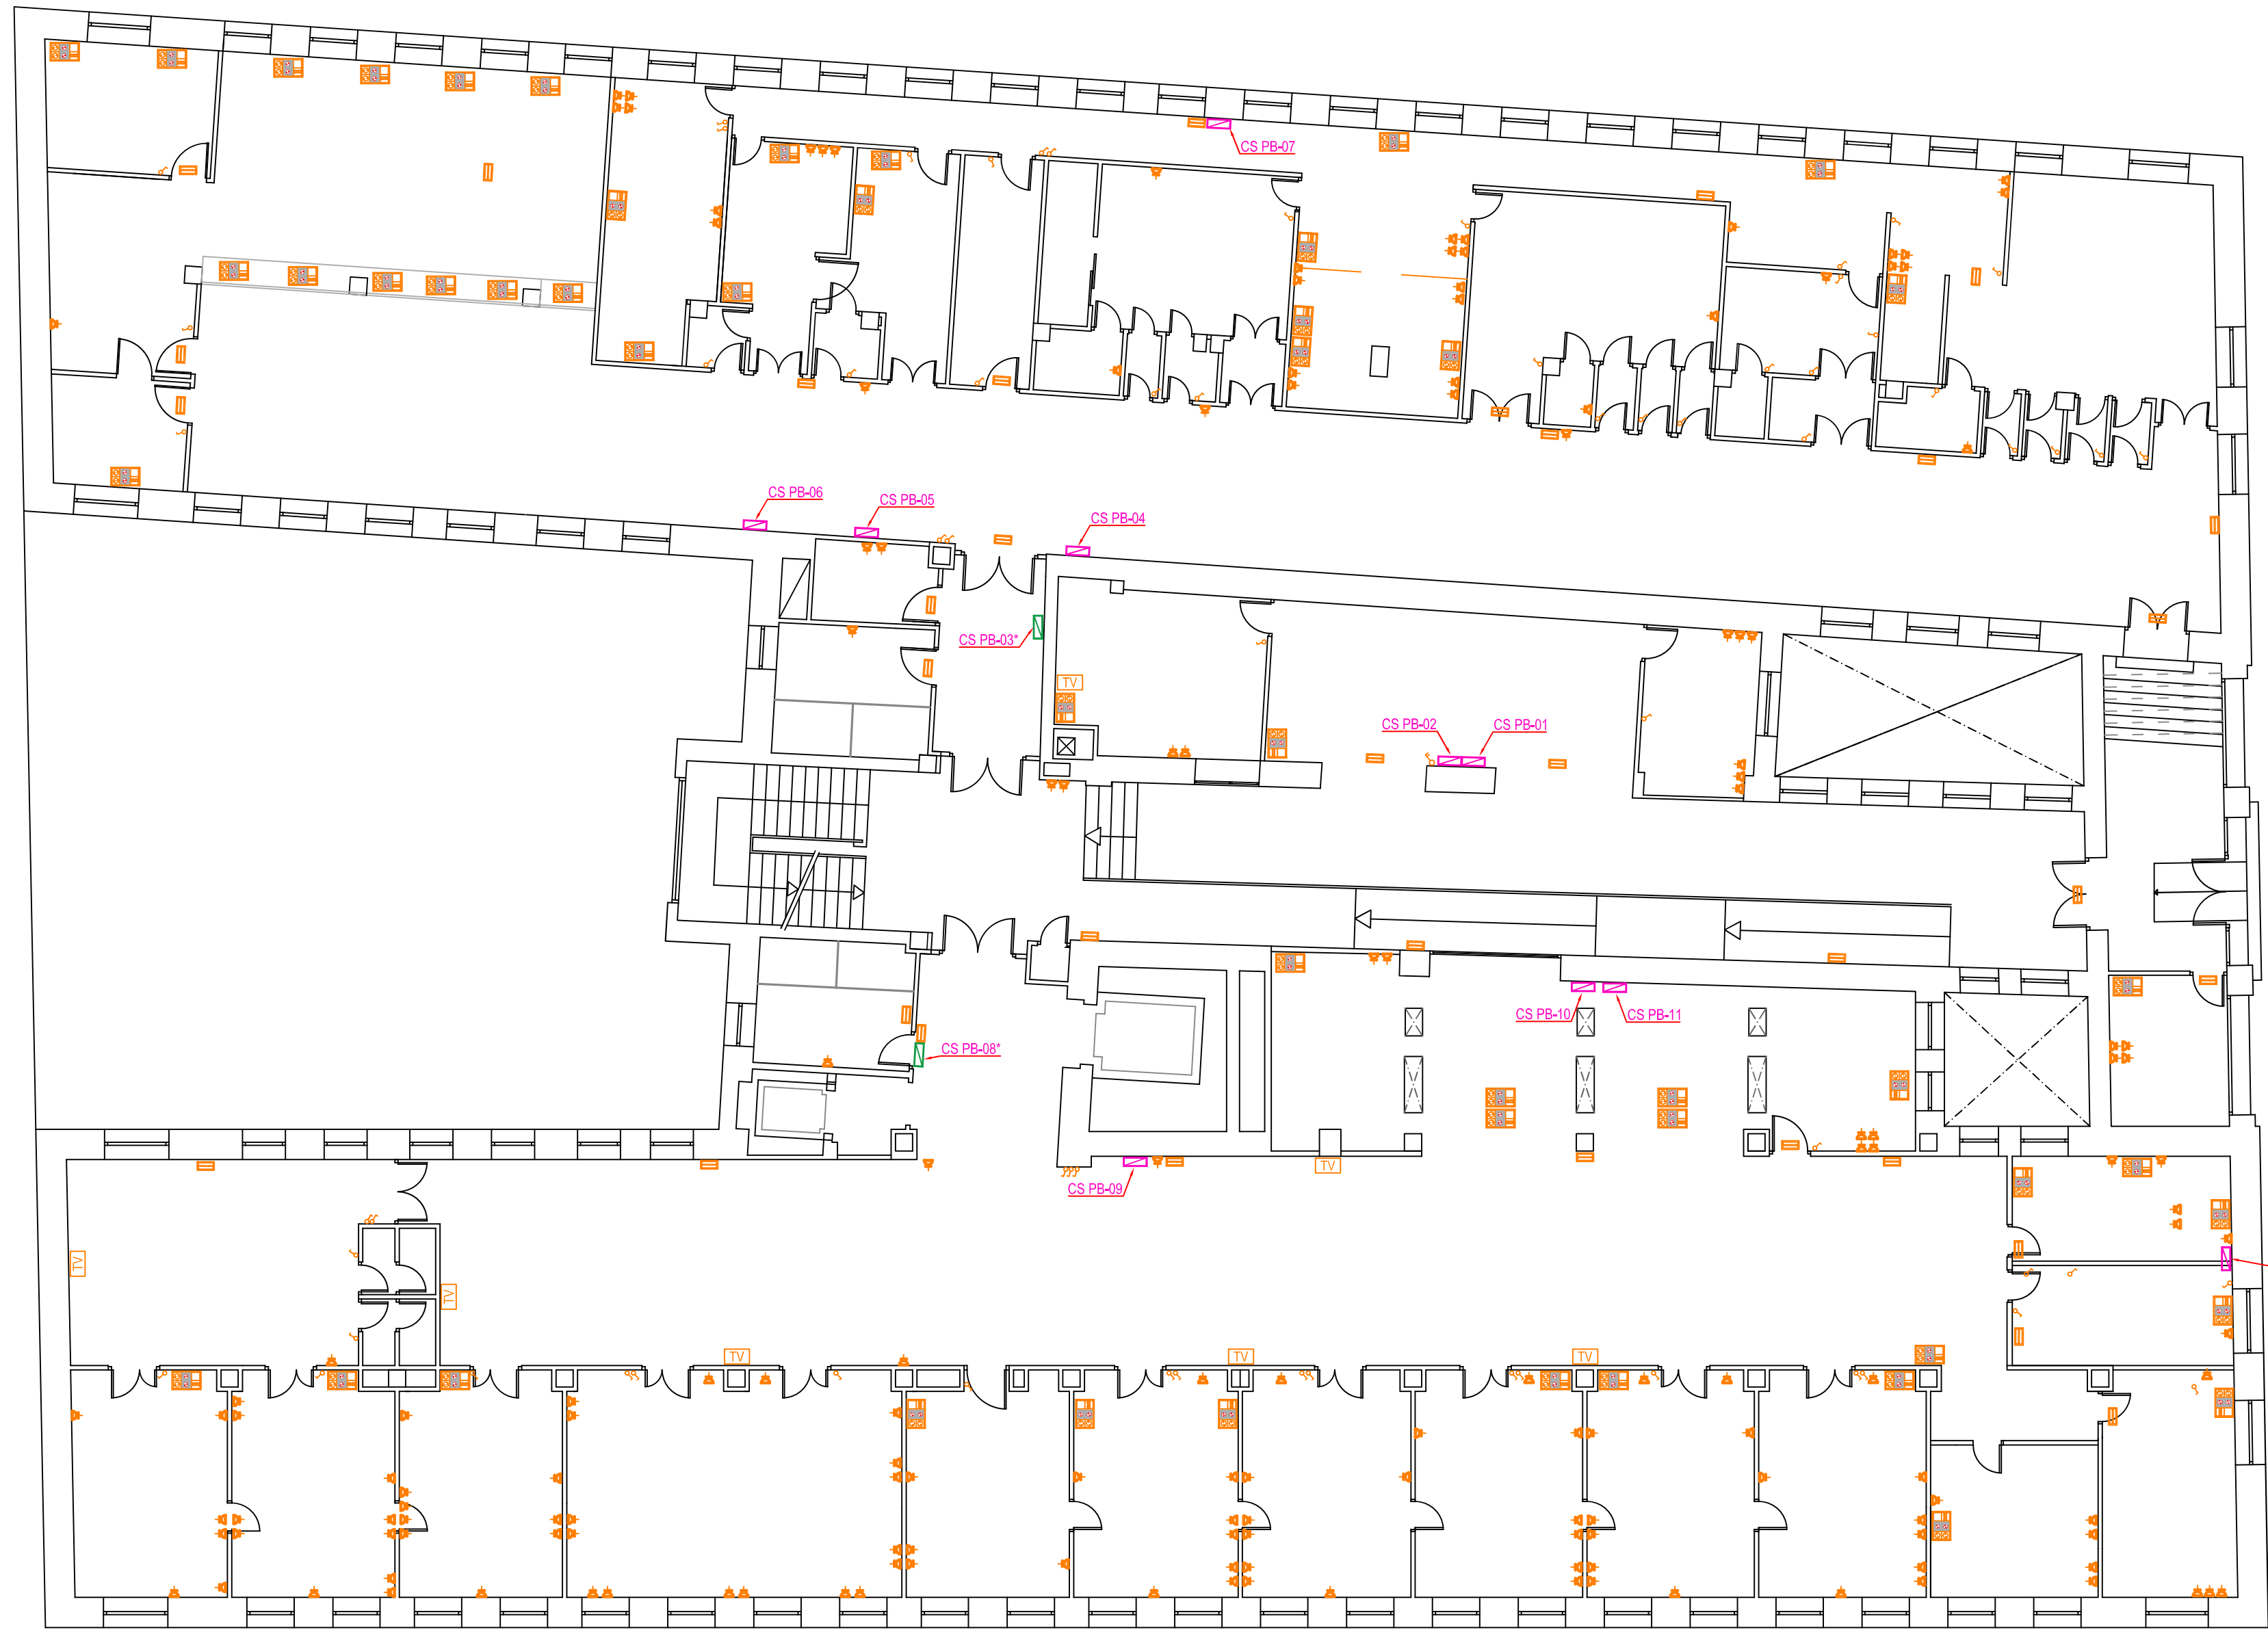 CS PB-07
CS PB-06
CS PB-05
CS PB-04
CS PB-03*
TV
CS PB-02
CS PB-01
CS PB-10
CS PB-11
CS PB-08*
TV
CS PB-09
TV
TV
TV
TV
TV